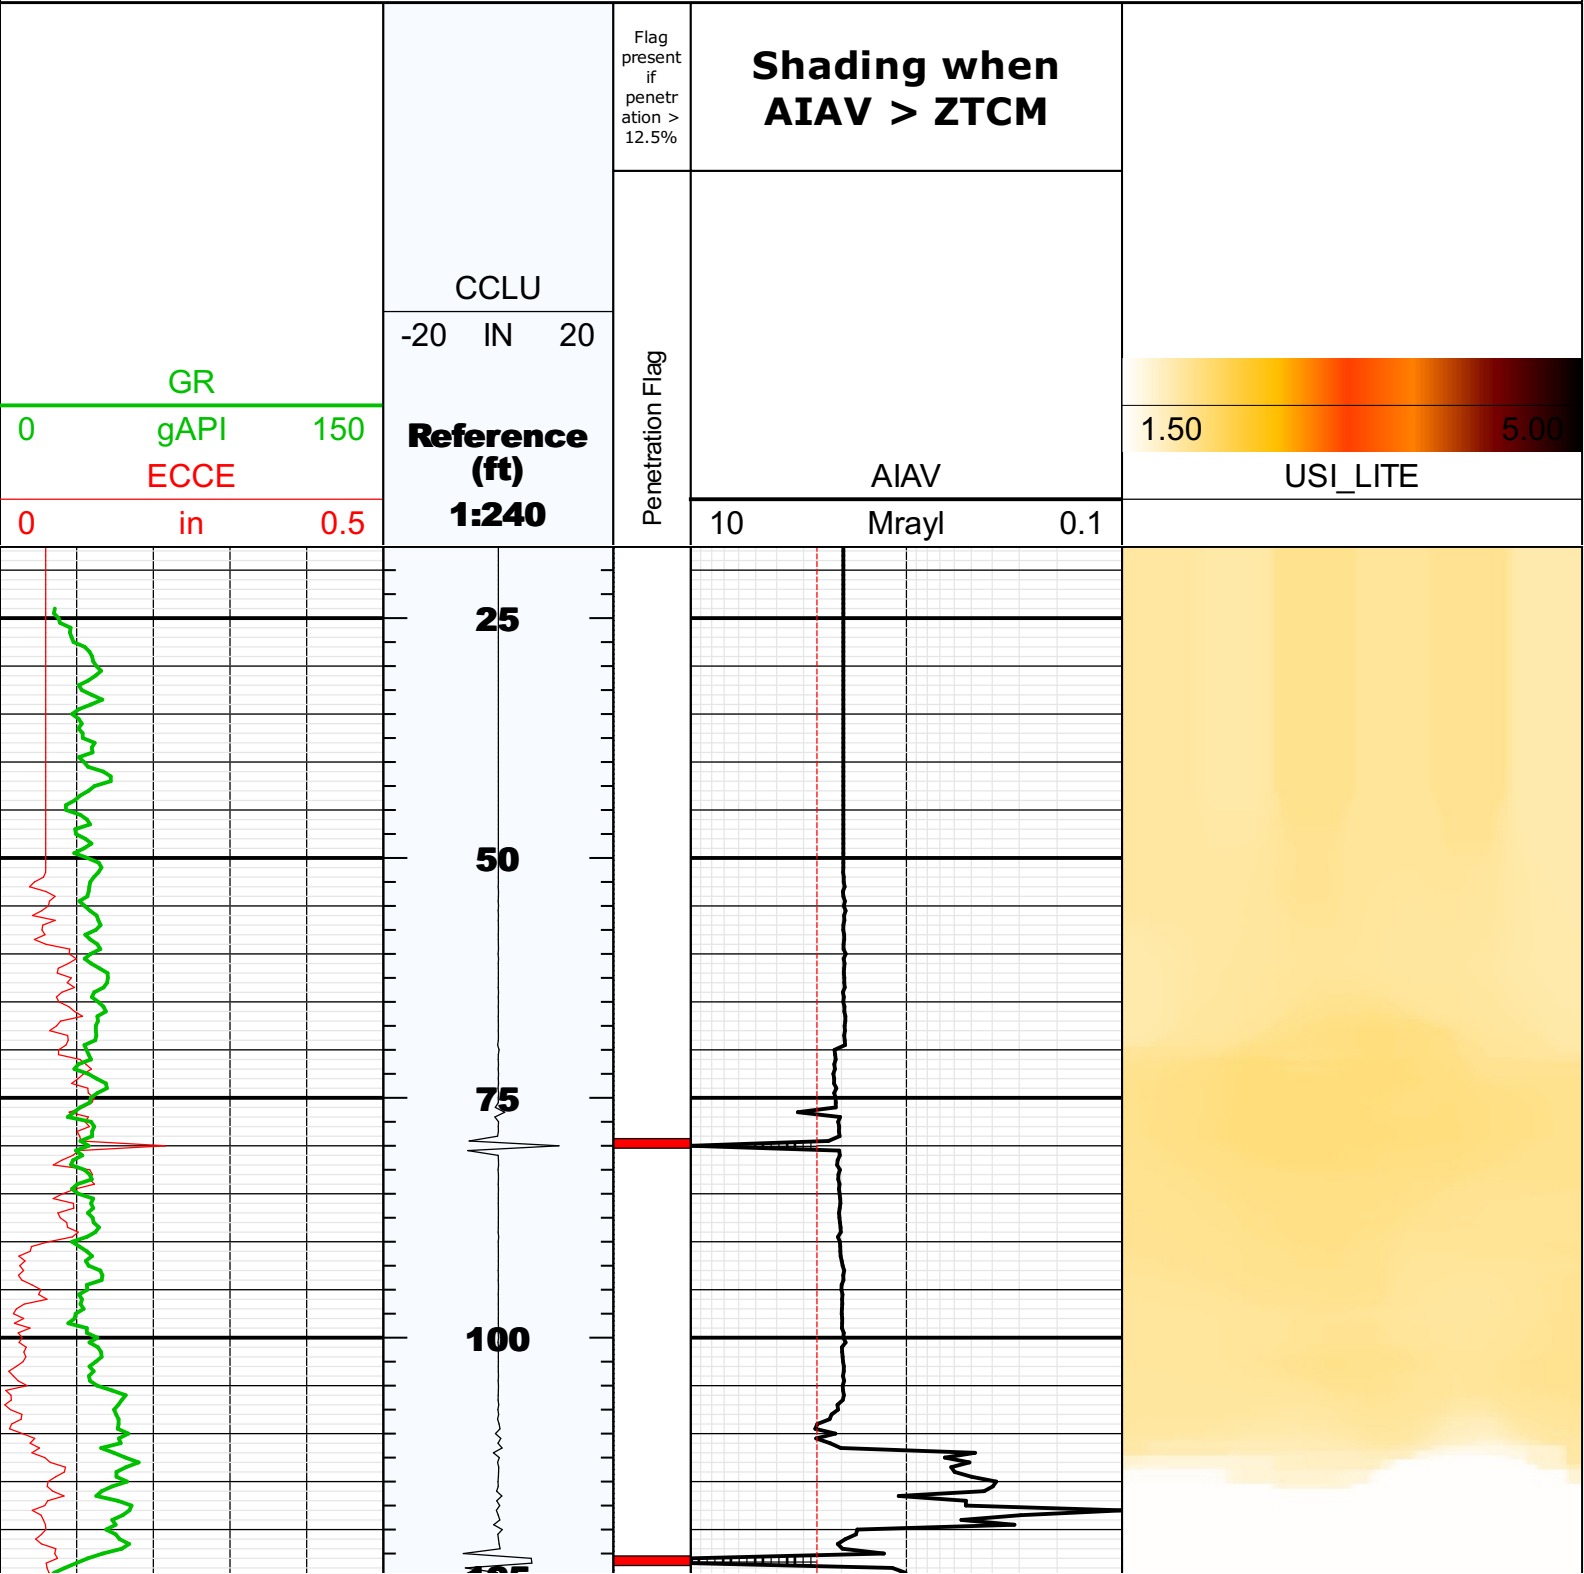 Flag
present
if
penetr
ation >
12.5%
Shading when
AIAV > ZTCM
CCLU
-20 IN 20
GR
0 gAPI 150
ECCE
0 in 0.5
Reference
(ft)
1:240
Penetration Flag
AIAV
10 Mrayl 0.1
1.50 5.00
USI_LITE
25
50
75
100
125